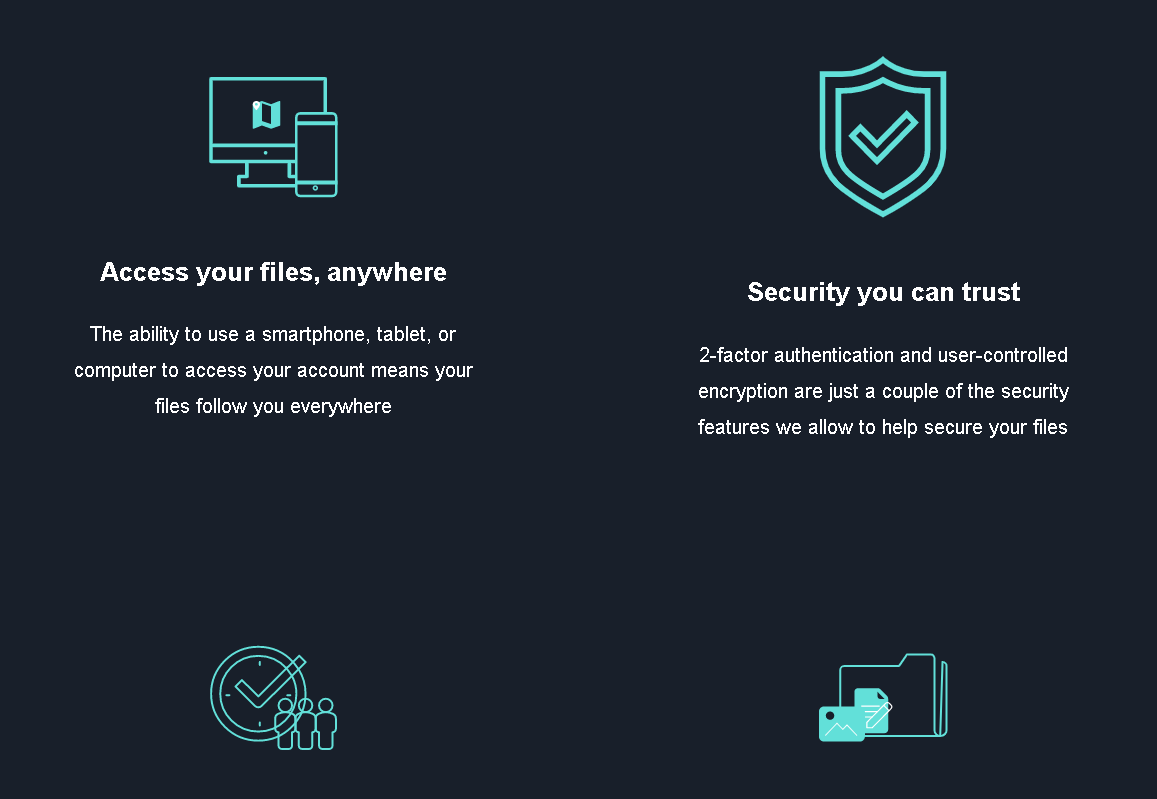 Access your files, anywhere
The ability to use a smartphone, tablet, or
computer to access your account means your
files follow you everywhere
Security you can trust
2-factor authentication and user-controlled
encryption are just a couple of the security
features we allow to help secure your files